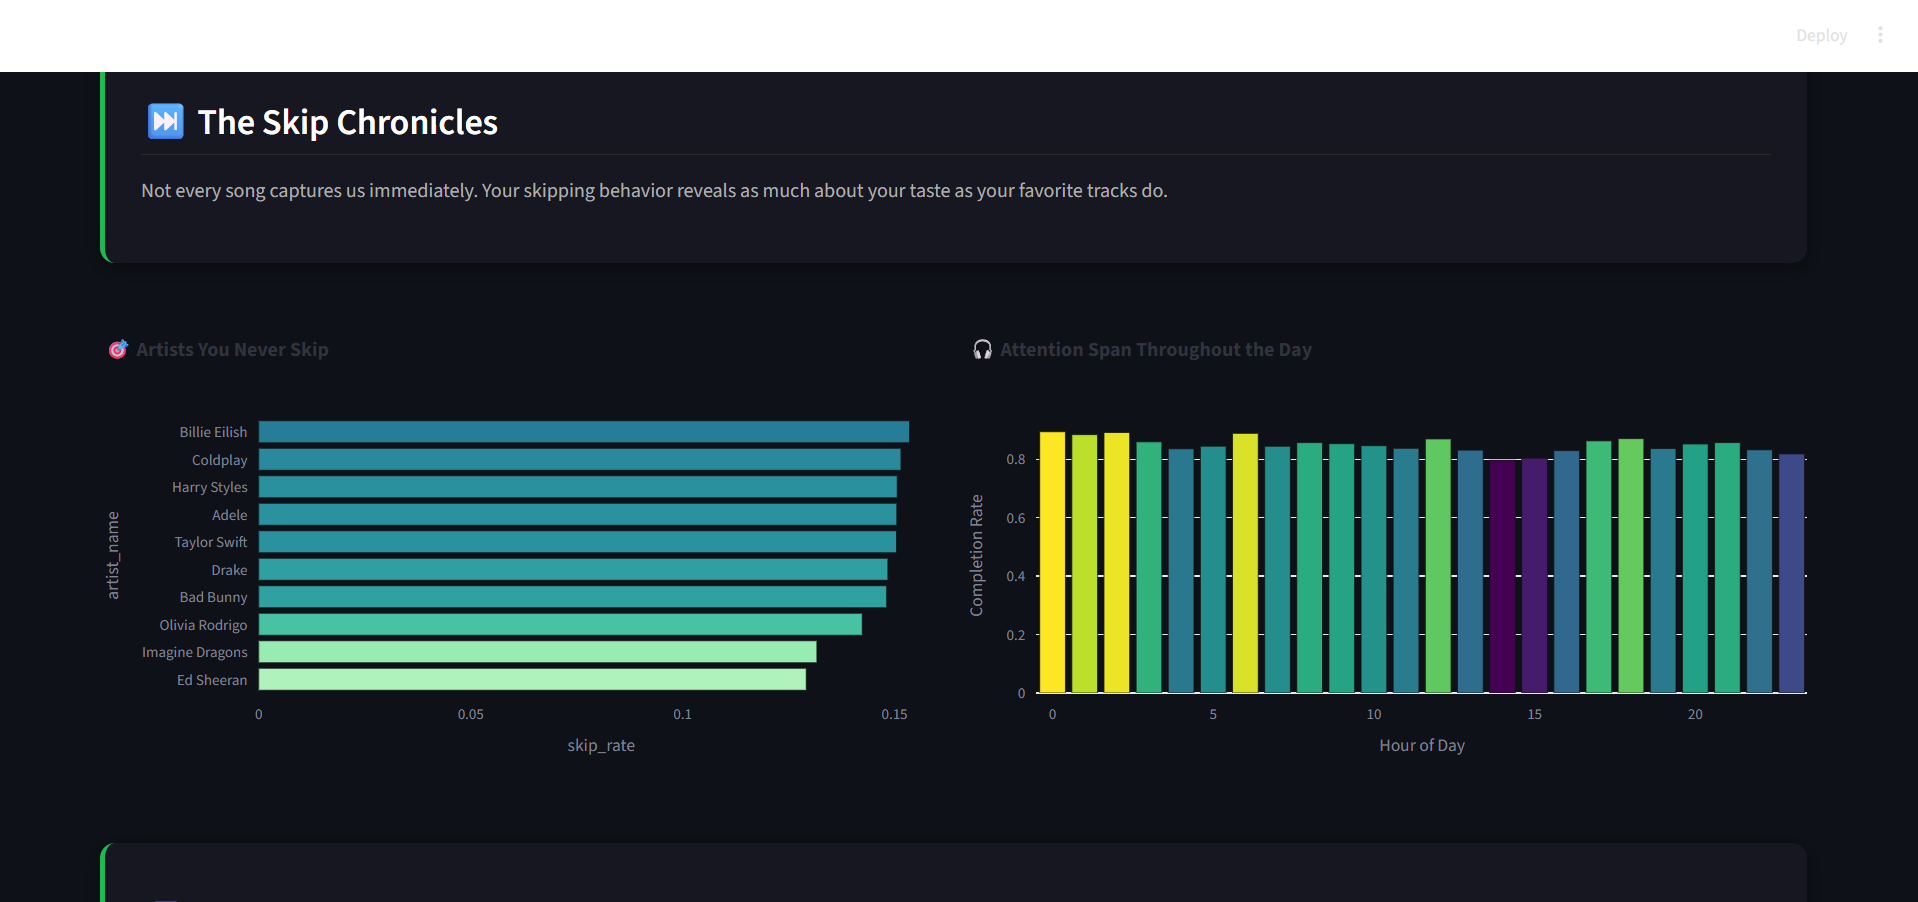 Deploy
The Skip Chronicles
Not every song captures us immediately. Your skipping behavior reveals as much about your taste as your favorite tracks do.
Artists You Never Skip
artist_name
Billie Eilish
Coldplay
Harry Styles
Adele
Taylor Swift
Drake
Bad Bunny
Olivia Rodrigo
Imagine Dragons
Ed Sheeran
0 0.05 0.1 0.15
skip_rate
Attention Span Throughout the Day
Completion Rate
0.8
0.6
0.4
0.2
0
0 5 10 15 20
Hour of Day